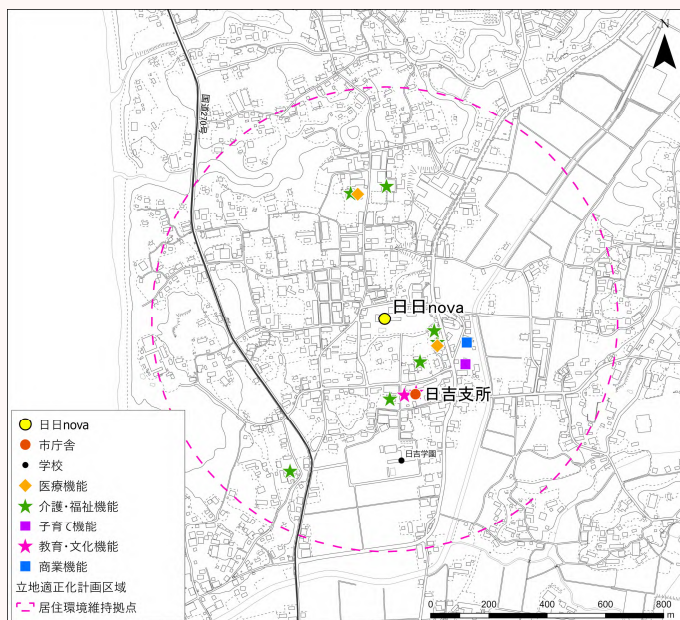 N
国道270号
日日nova
日吉支所
日吉学園
日日nova
市庁舎
学校
医療機能
介護・福祉機能
子育て機能
教育・文化機能
商業機能
立地適正化計画区域
居住環境維持拠点
0 200 400 600 800
m